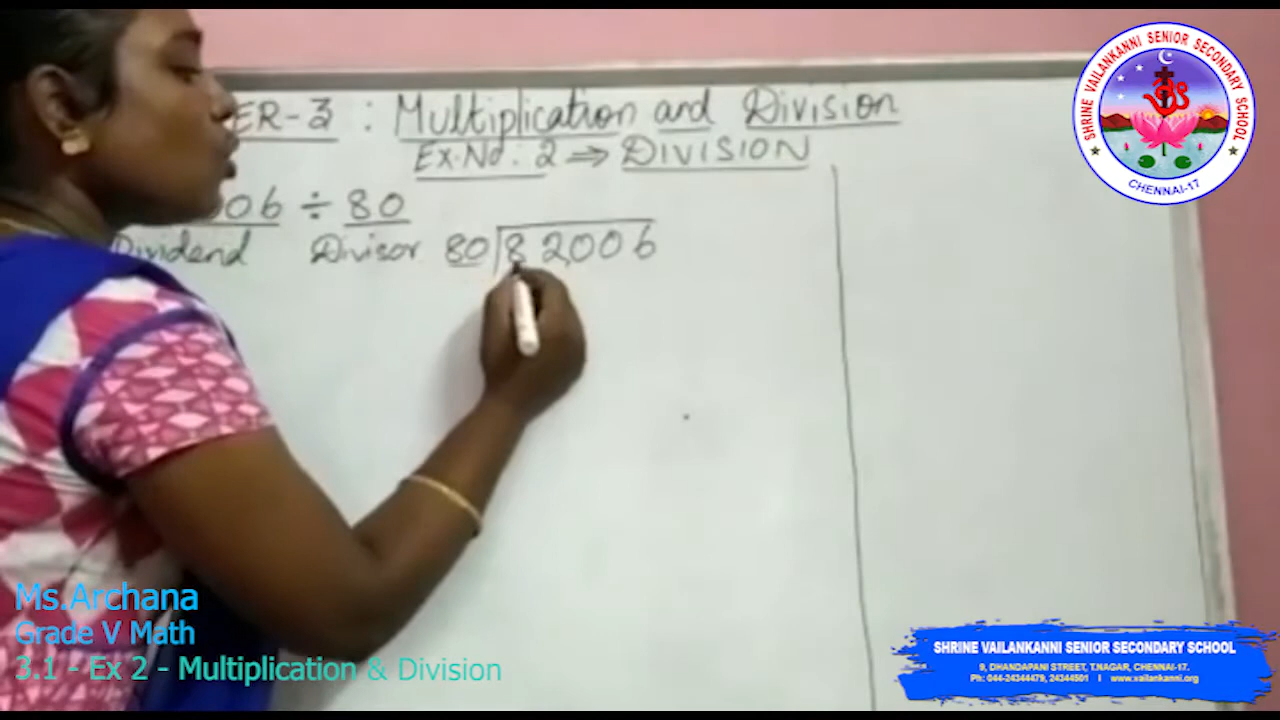 ER-3 : Multiplication and Division
Ex.No: 2 ⇒ DIVISION
006 ÷ 80
Dividend Divisor 80 82006
SHRINE VAILANKANNI SENIOR SECONDARY SCHOOL
CHENNAI-17
Ms.Archana
Grade V Math
3.1 - Ex 2 - Multiplication & Division
SHRINE VAILANKANNI SENIOR SECONDARY SCHOOL
9, DHANDAPANI STREET, T.NAGAR, CHENNAI-17.
Ph: 044-24344479, 24344501 I www.vailankanni.org